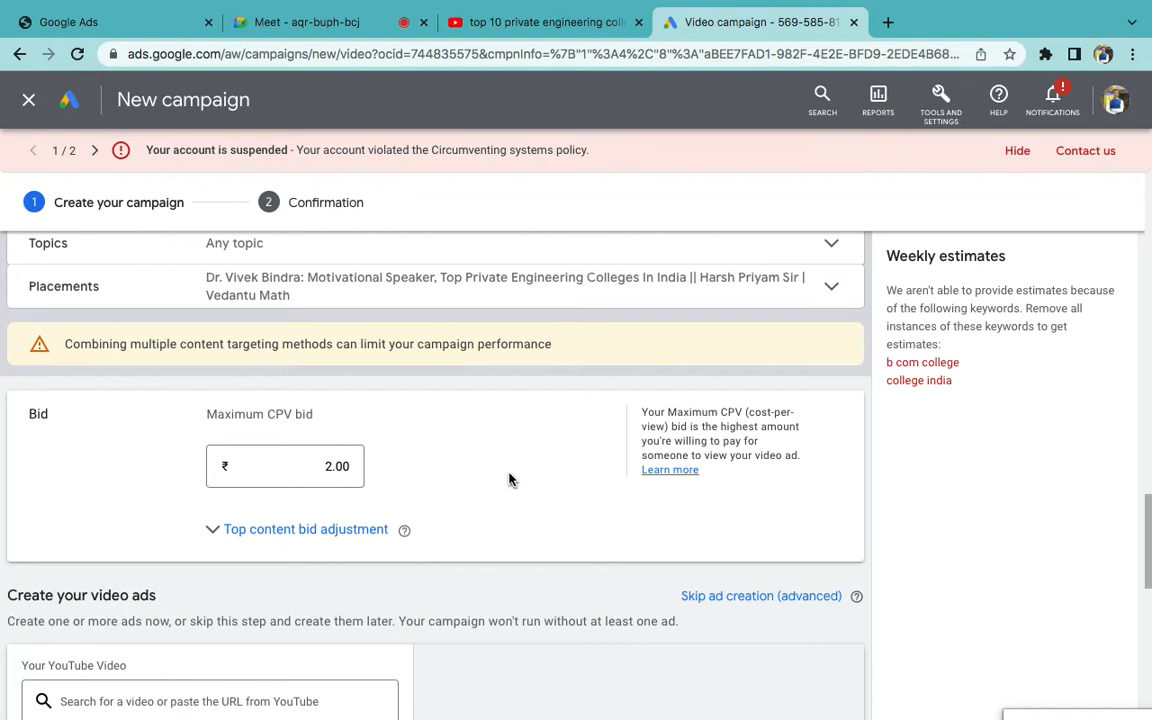 Google Ads
Meet - aqr-buph-bcj
top 10 private engineering coll
Video campaign - 569-585-81
ads.google.com/aw/campaigns/new/video?ocid=744835575&cmpnInfo=%7B"1"%3A4%2C"8"%3A"aBEE7FAD1-982F-4E2E-BFD9-2EDE4B68...
New campaign
SEARCH
REPORTS
TOOLS AND
SETTINGS
HELP
NOTIFICATIONS
1 / 2
Your account is suspended - Your account violated the Circumventing systems policy.
Hide
Contact us
1 Create your campaign
2 Confirmation
Topics
Any topic
Placements
Dr. Vivek Bindra: Motivational Speaker, Top Private Engineering Colleges In India || Harsh Priyam Sir |
Vedantu Math
Combining multiple content targeting methods can limit your campaign performance
Bid
Maximum CPV bid
₹ 2.00
Top content bid adjustment
Your Maximum CPV (cost-per-
view) bid is the highest amount
you're willing to pay for
someone to view your video ad.
Learn more
Create your video ads
Skip ad creation (advanced)
Create one or more ads now, or skip this step and create them later. Your campaign won't run without at least one ad.
Your YouTube Video
Search for a video or paste the URL from YouTube
Weekly estimates
We aren't able to provide estimates because
of the following keywords. Remove all
instances of these keywords to get
estimates:
b com college
college india